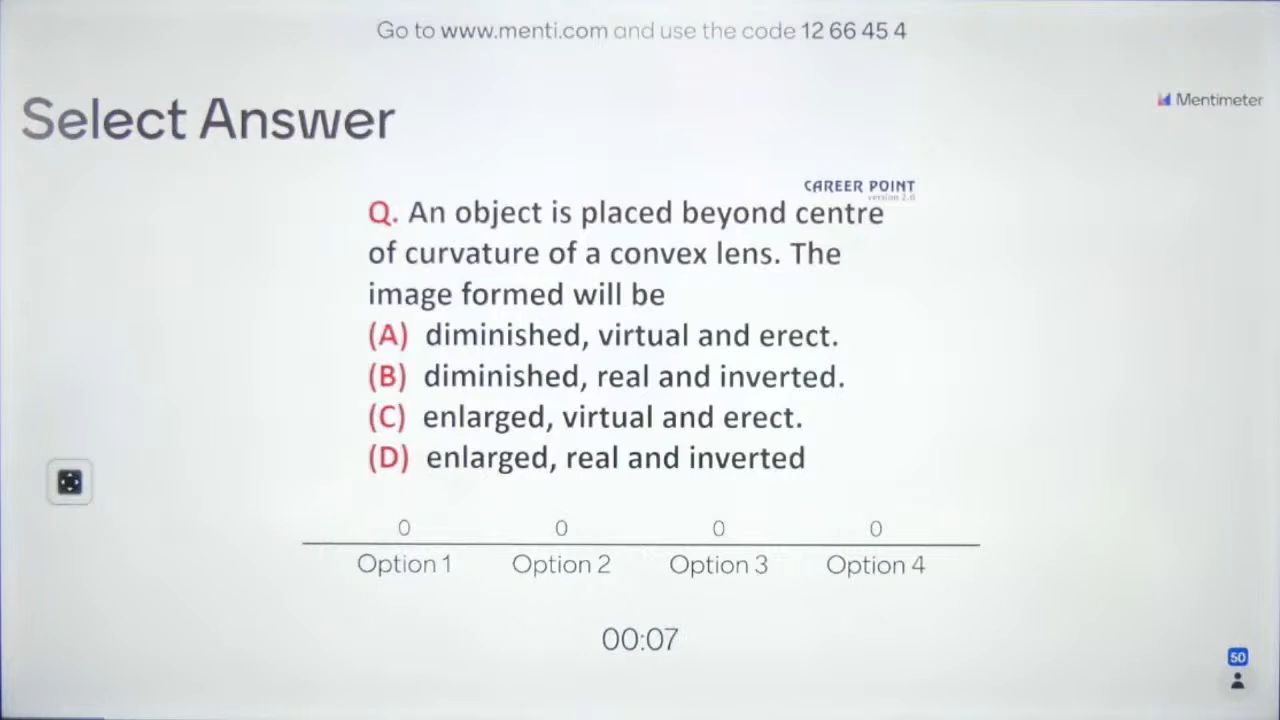 Go to www.menti.com and use the code 12 66 45 4
Select Answer
Mentimeter
CAREER POINT
version 2.0
Q. An object is placed beyond centre
of curvature of a convex lens. The
image formed will be
(A) diminished, virtual and erect.
(B) diminished, real and inverted.
(C) enlarged, virtual and erect.
(D) enlarged, real and inverted
0 0 0 0
Option 1 Option 2 Option 3 Option 4
00:07
50